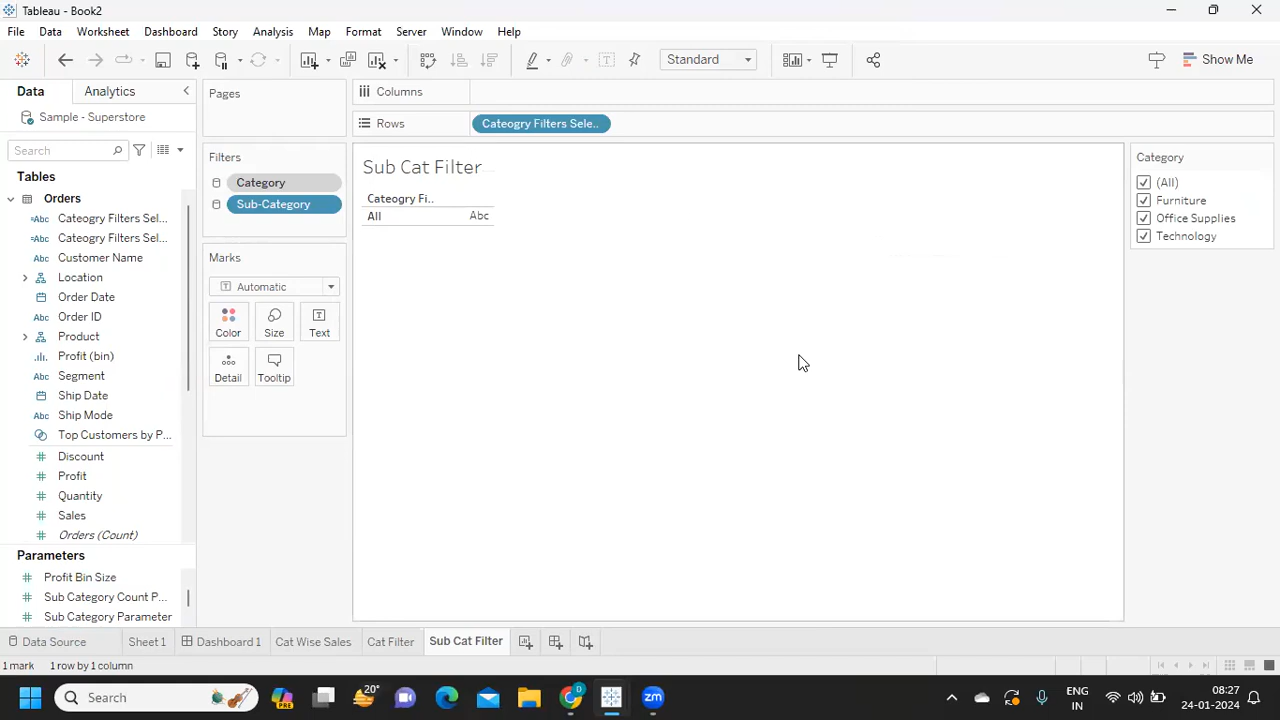 Tableau - Book2
File Data Worksheet Dashboard Story Analysis Map Format Server Window Help
Standard
Show Me
Data Analytics
Sample - Superstore
Search
Tables
Orders
Cateogry Filters Sel...
Cateogry Filters Sel...
Customer Name
Location
Order Date
Order ID
Product
Profit (bin)
Segment
Ship Date
Ship Mode
Top Customers by P...
Discount
Profit
Quantity
Sales
Orders (Count)
Parameters
Profit Bin Size
Sub Category Count P...
Sub Category Parameter
Pages
Filters
Category
Sub-Category
Marks
Automatic
Color Size Text
Detail Tooltip
Columns
Rows Cateogry Filters Sele..
Sub Cat Filter
Cateogry Fi..
All Abc
Category
(All)
Furniture
Office Supplies
Technology
Data Source Sheet 1 Dashboard 1 Cat Wise Sales Cat Filter Sub Cat Filter
1 mark 1 row by 1 column
Search
PRE
20°
D
zm
ENG
IN
08:27
24-01-2024